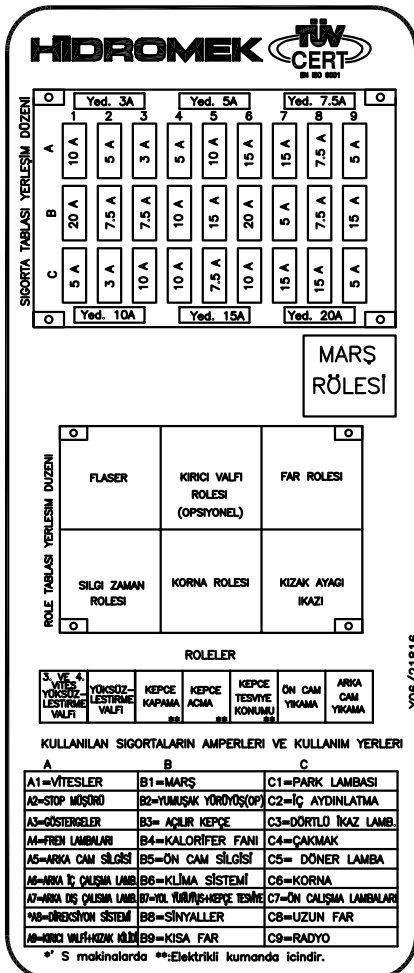 HİDROMEK
TÜV
CERT
EN ISO 9001
SİGORTA TABLASI YERLEŞİM DÜZENİ
Yed. 3A Yed. 5A Yed. 7.5A
1 2 3 4 5 6 7 8 9
A 10 A 5 A 3 A 5 A 10 A 15 A 15 A 7.5 A 5 A
B 20 A 7.5 A 7.5 A 10 A 15 A 20 A 5 A 7.5 A 15 A
C 5 A 3 A 10 A 10 A 7.5 A 10 A 15 A 15 A 5 A
Yed. 10A Yed. 15A Yed. 20A
MARŞ
RÖLESİ
ROLE TABLASI YERLESIM DUZENI
FLASER
KIRICI VALFI
ROLESI
(OPSIYONEL)
FAR ROLESI
SILGI ZAMAN
ROLESI
KORNA ROLESI
KIZAK AYAGI
IKAZI
Y06/21816
ROLELER
3. VE 4.
VİTES
YÜKSÜZ-
LESTIRME
VALFİ
YÜKSÜZ-
LESTIRME
VALFİ
KEPCE
KAPAMA
**
KEPCE
ACMA
**
KEPCE
TESVIYE
KONUMU
**
ÖN CAM
YIKAMA
ARKA
CAM
YIKAMA
KULLANILAN SIGORTALARIN AMPERLERI VE KULLANIM YERLERI
A B C
A1=VİTESLER B1=MARŞ C1=PARK LAMBASI
A2=STOP MÜŞÜRÜ B2=YUMUŞAK YÜRÜYÜŞ(OP) C2=İÇ AYDINLATMA
A3=GÖSTERGELER B3= AÇILIR KEPÇE C3=DÖRTLÜ İKAZ LAMB.
A4=FREN LAMBALARI B4=KALORİFER FANI C4=ÇAKMAK
A5=ARKA CAM SİLGİSİ B5=ÖN CAM SİLGİSİ C5= DÖNER LAMBA
A6=ARKA İÇ ÇALIŞMA LAMB. B6=KLİMA SİSTEMİ C6=KORNA
A7=ARKA DIŞ ÇALIŞMA LAMB. B7=YOL YÜRÜYÜŞ+KEPÇE TESVİYE C7=ÖN ÇALIŞMA LAMBALARI
*A8=DİREKSİYON SİSTEMİ B8=SİNYALLER C8=UZUN FAR
A9=KIRICI VALFİ+KIZAK KİLİDİ B9=KISA FAR C9=RADYO
*' S makinalarda **:Elektrikli kumanda icindir.